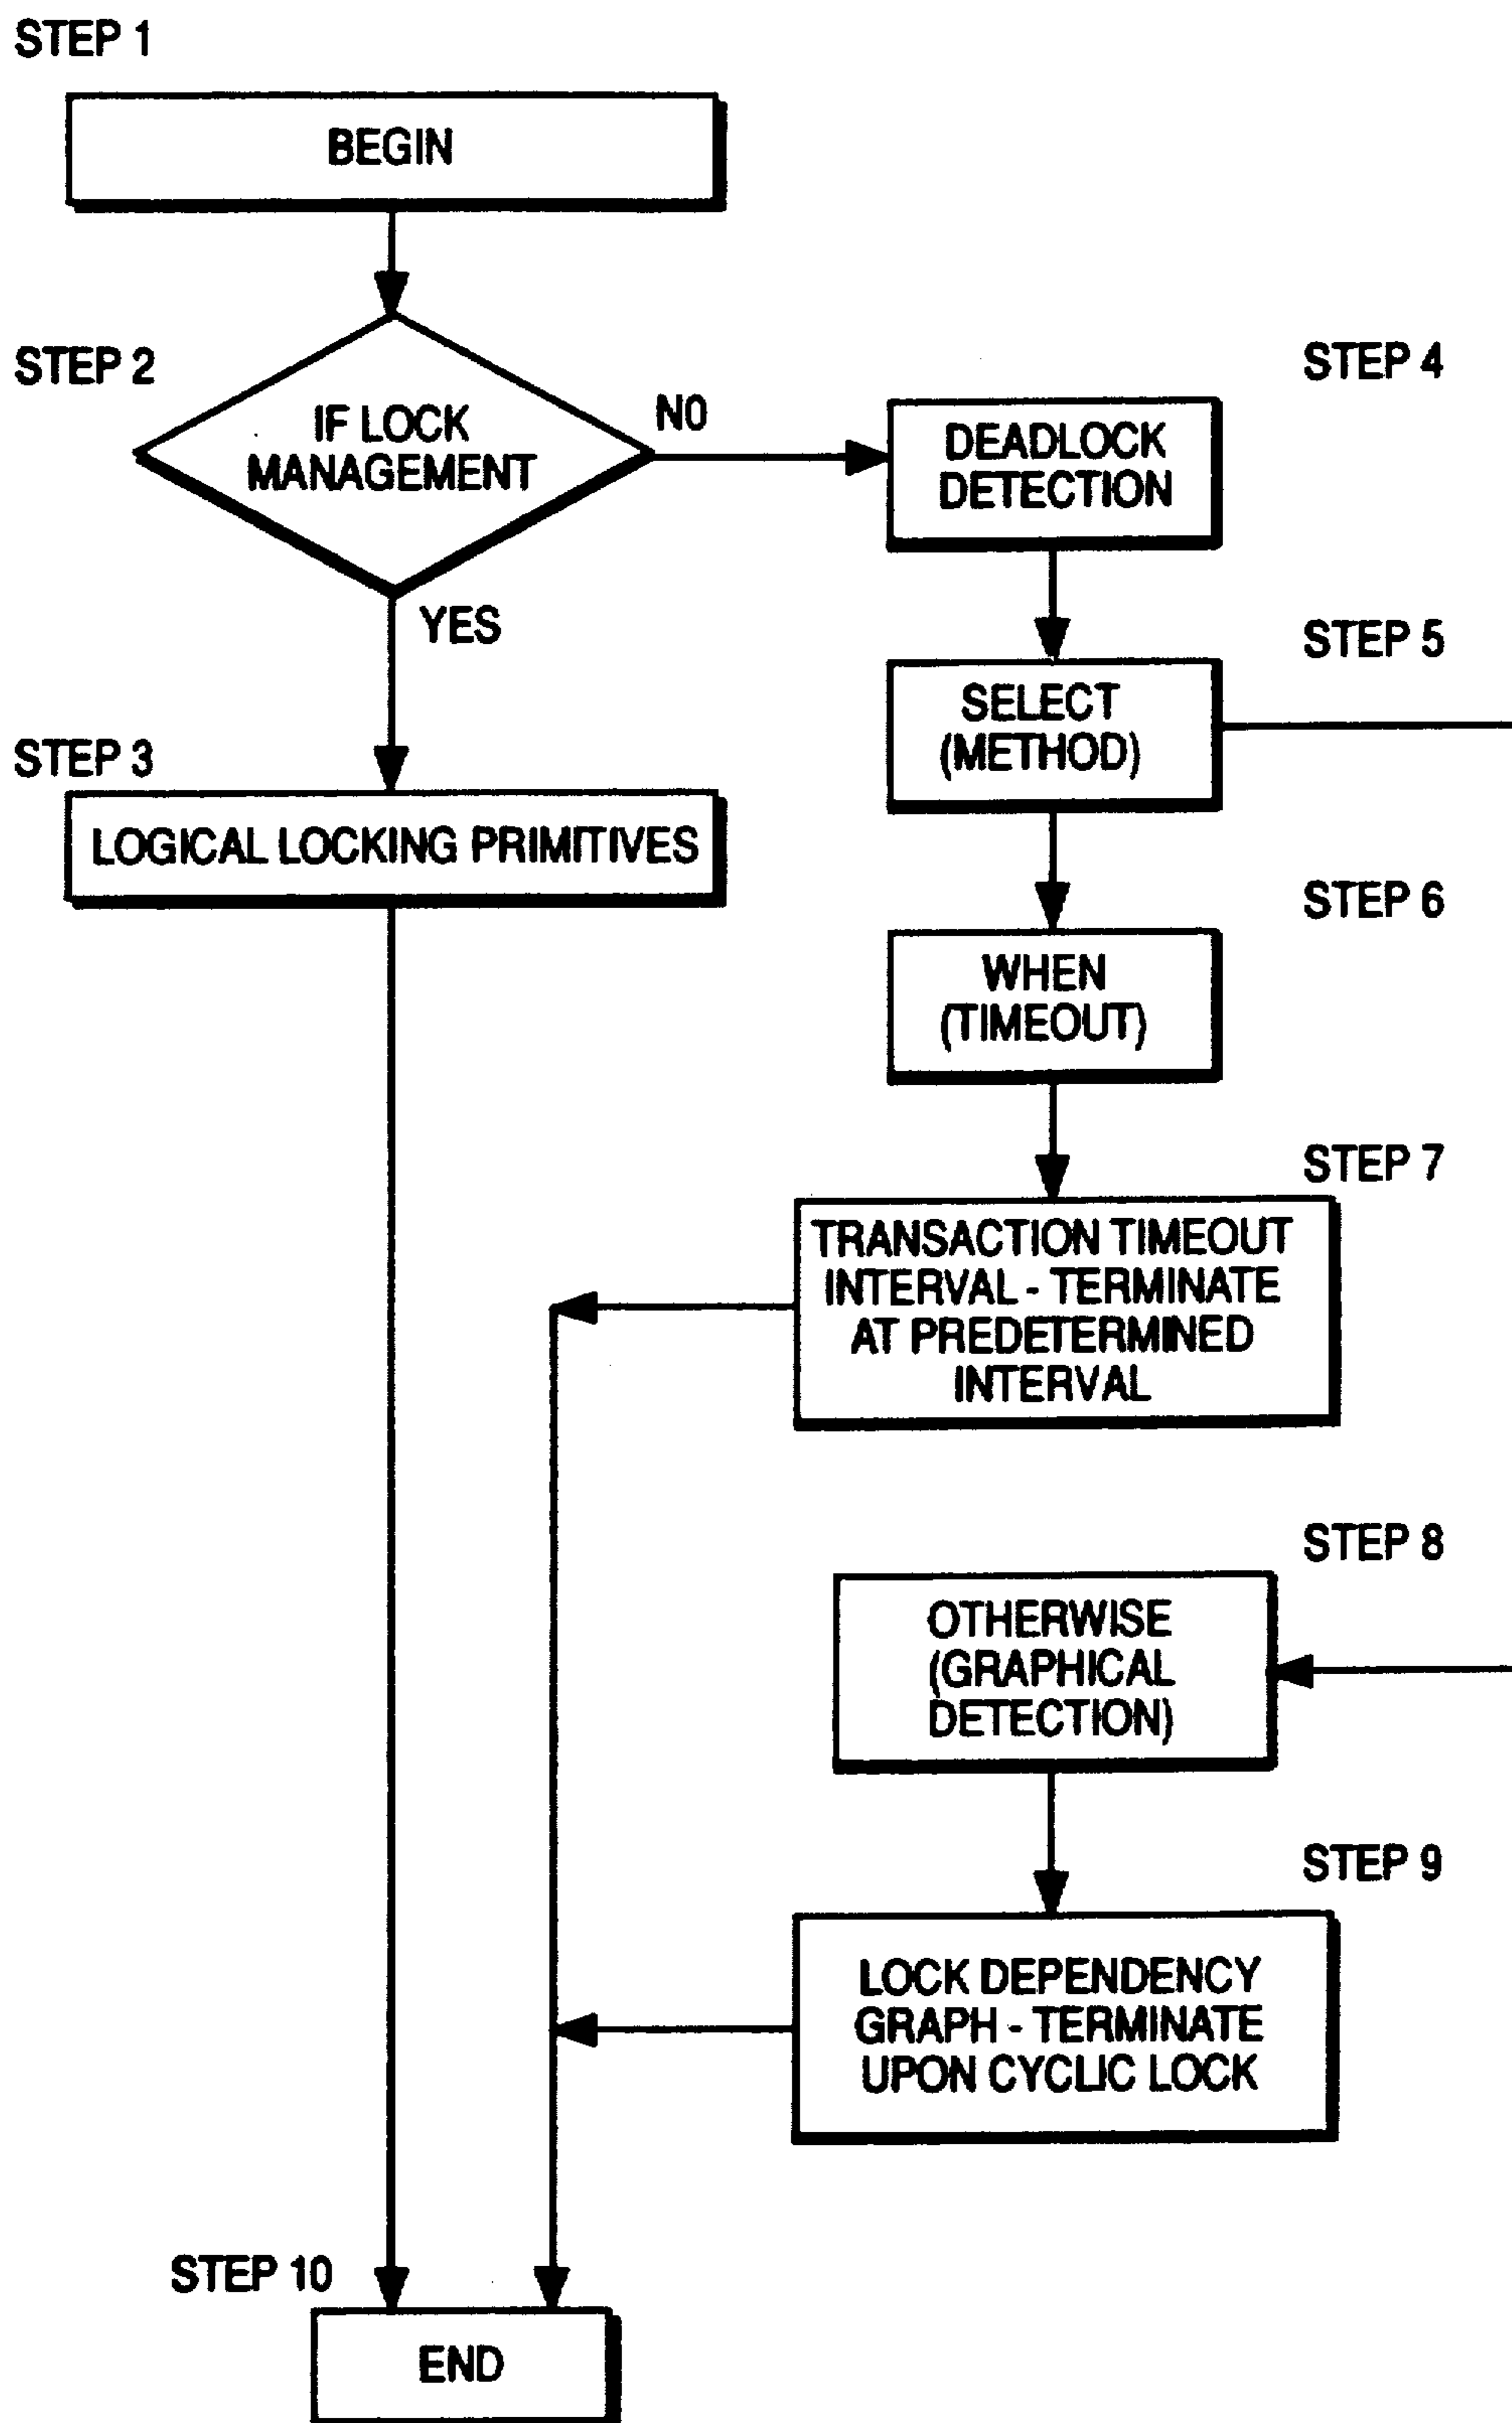 STEP 1
BEGIN
STEP 2
IF LOCK
MANAGEMENT
NO
YES
STEP 3
LOGICAL LOCKING PRIMITIVES
STEP 4
DEADLOCK
DETECTION
STEP 5
SELECT
(METHOD)
STEP 6
WHEN
(TIMEOUT)
STEP 7
TRANSACTION TIMEOUT
INTERVAL - TERMINATE
AT PREDETERMINED
INTERVAL
STEP 8
OTHERWISE
(GRAPHICAL
DETECTION)
STEP 9
LOCK DEPENDENCY
GRAPH - TERMINATE
UPON CYCLIC LOCK
STEP 10
END